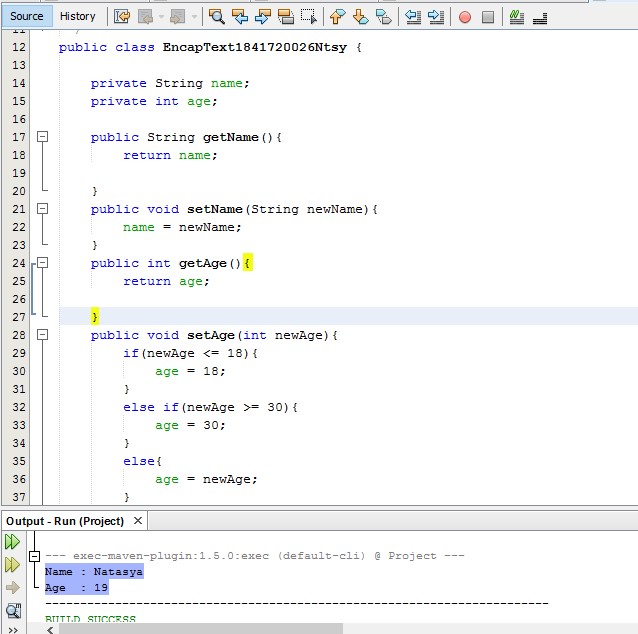 Source History
12 public class EncapText1841720026Ntsy {
13
14 private String name;
15 private int age;
16
17 public String getName(){
18 return name;
19
20 }
21 public void setName(String newName){
22 name = newName;
23 }
24 public int getAge(){
25 return age;
26
27 }
28 public void setAge(int newAge){
29 if(newAge <= 18){
30 age = 18;
31 }
32 else if(newAge >= 30){
33 age = 30;
34 }
35 else{
36 age = newAge;
37 }
Output - Run (Project) ×
--- exec-maven-plugin:1.5.0:exec (default-cli) @ Project ---
Name : Natasya
Age : 19
------------------------------------------------------------------------
BUILD SUCCESS